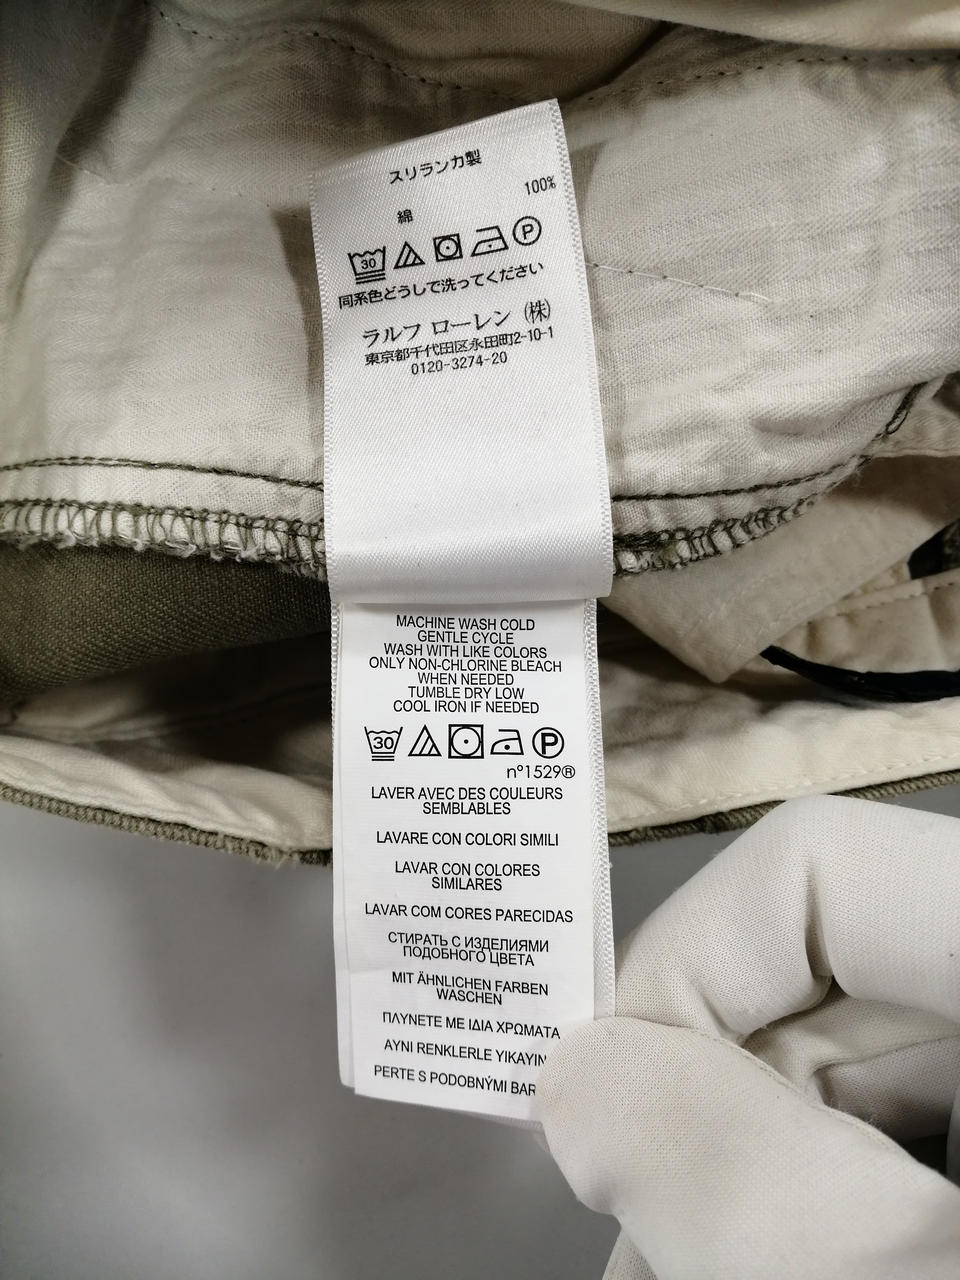 スリランカ製
綿 100%
30 P
同系色どうしで洗ってください
ラルフ ローレン (株)
東京都千代田区永田町2-10-1
0120-3274-20
MACHINE WASH COLD
GENTLE CYCLE
WASH WITH LIKE COLORS
ONLY NON-CHLORINE BLEACH
WHEN NEEDED
TUMBLE DRY LOW
COOL IRON IF NEEDED
30 P
n°1529®
LAVER AVEC DES COULEURS
SEMBLABLES
LAVARE CON COLORI SIMILI
LAVAR CON COLORES
SIMILARES
LAVAR COM CORES PARECIDAS
СТИРАТЬ С ИЗДЕЛИЯМИ
ПОДОБНОГО ЦВЕТА
MIT ÄHNLICHEN FARBEN
WASCHEN
ΠΛΥΝΕΤΕ ΜΕ ΙΔΙΑ ΧΡΩΜΑΤΑ
AYNI RENKLERLE YIKAYIN
PERTE S PODOBNÝMI BAR